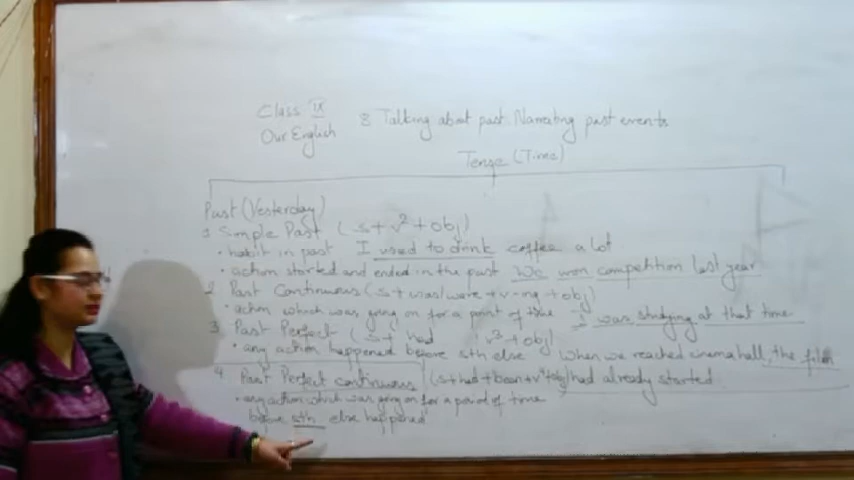 Class IX 8 Talking about past. Narrating past events
Our English
Tense (Time)
Past (Yesterday)
1 Simple Past (s+v²+obj)
• habit in past I used to drink coffee a lot
• action started and ended in the past We won competition last year
2. Past Continuous (s+was/were+v-ing+obj)
• action which was going on for a point of time I was studying at that time
3. Past Perfect (s+ had v³+obj)
• any action happened before sth else When we reached cinema hall, the film
4. Past Perfect continuous (s+had+been+v⁴+obj) had already started
• any action which was going on for a period of time
before sth else happened